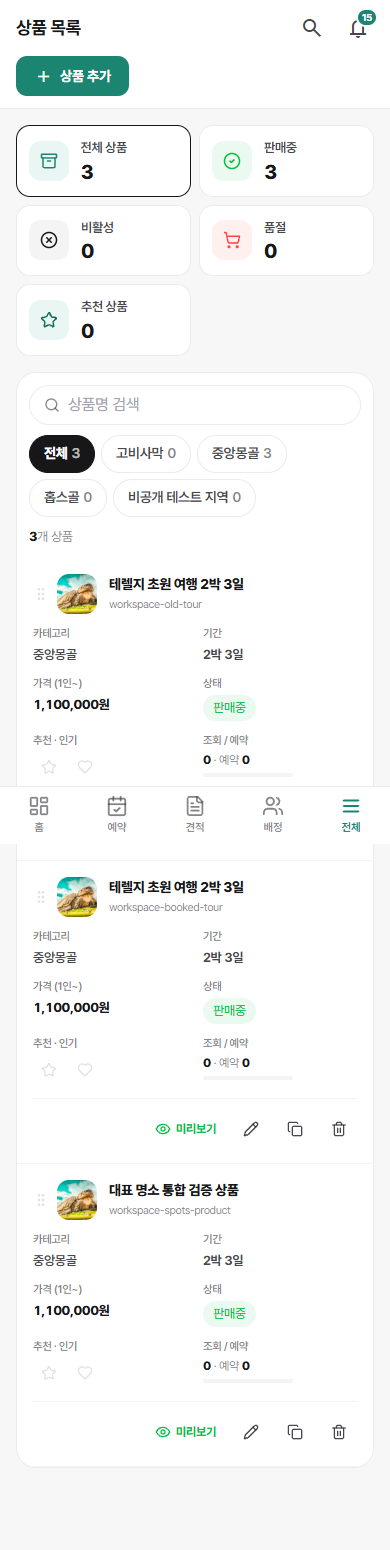 상품 목록
15
상품 추가
전체 상품
3
판매중
3
비활성
0
품절
0
추천 상품
0
상품명 검색
전체 3
고비사막 0
중앙몽골 3
홉스골 0
비공개 테스트 지역 0
3개 상품
테렐지 초원 여행 2박 3일
workspace-old-tour
카테고리
중앙몽골
기간
2박 3일
가격 (1인~)
1,100,000원
상태
판매중
추천 · 인기
조회 / 예약
0 · 예약 0
홈
예약
견적
배정
전체
테렐지 초원 여행 2박 3일
workspace-booked-tour
카테고리
중앙몽골
기간
2박 3일
가격 (1인~)
1,100,000원
상태
판매중
추천 · 인기
조회 / 예약
0 · 예약 0
미리보기
대표 명소 통합 검증 상품
workspace-spots-product
카테고리
중앙몽골
기간
2박 3일
가격 (1인~)
1,100,000원
상태
판매중
추천 · 인기
조회 / 예약
0 · 예약 0
미리보기